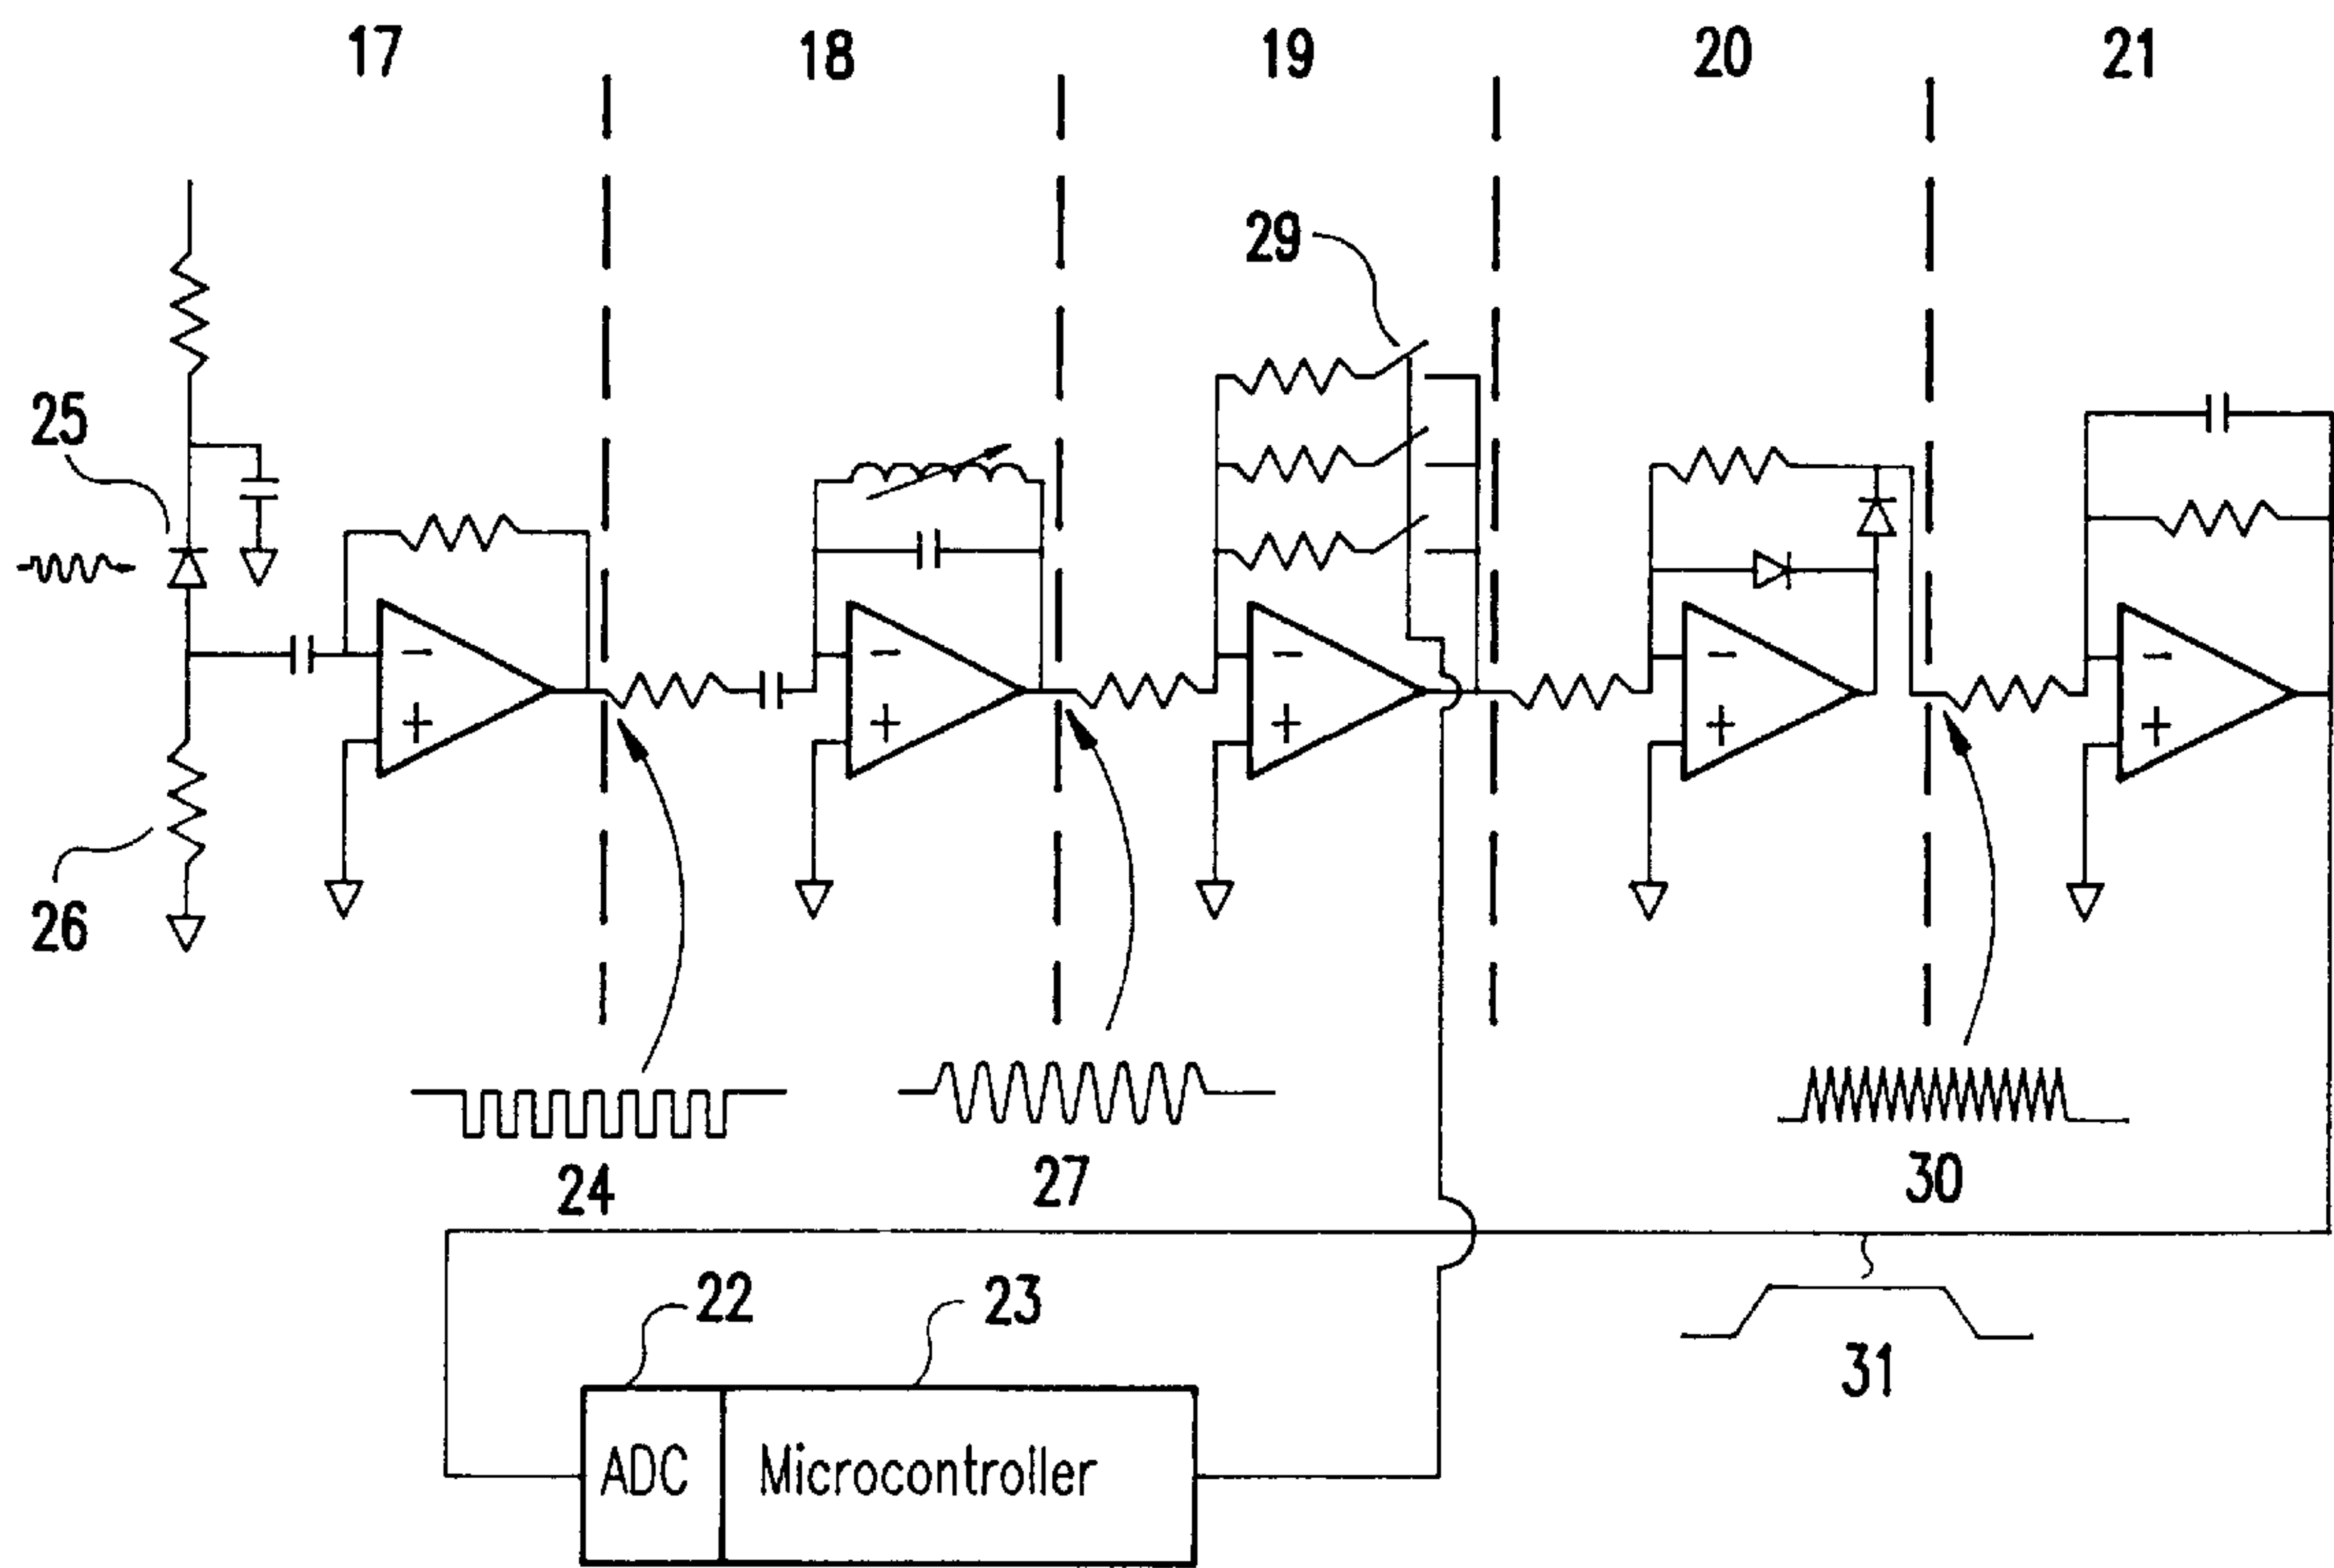 17 18 19 20 21
29
25
− − − − −
+ + + + +
26
24 27 30
22 23
31
ADC Microcontroller